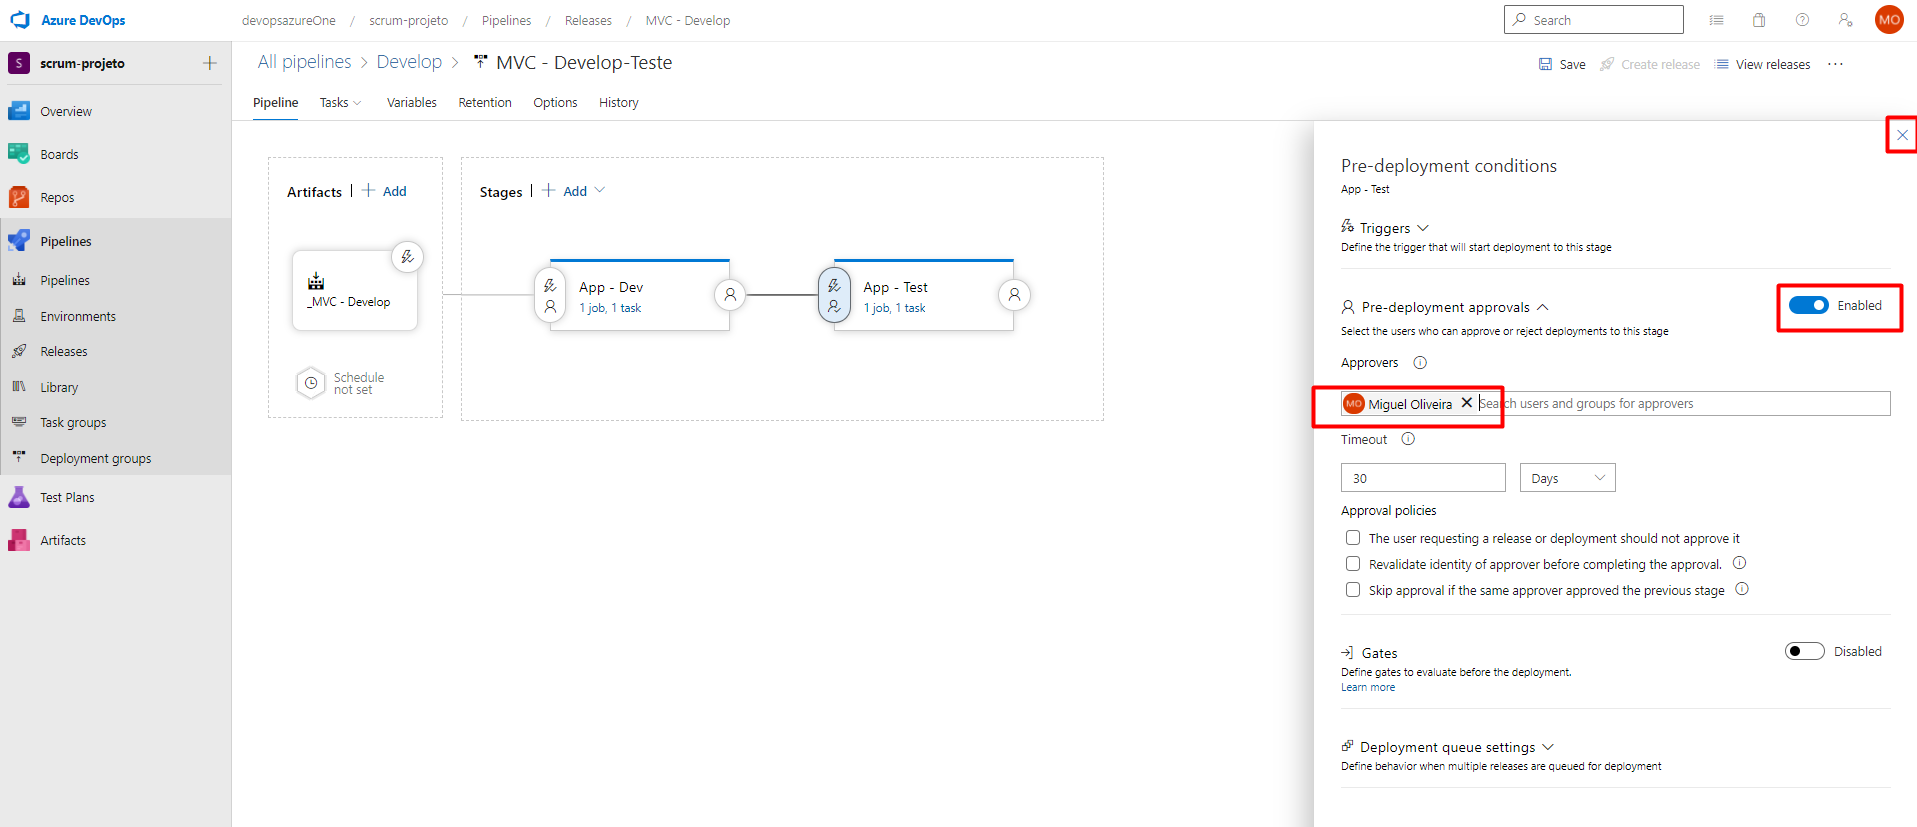 Azure DevOps
devopsazureOne / scrum-projeto / Pipelines / Releases / MVC - Develop
Search
MO
S scrum-projeto
Overview
Boards
Repos
Pipelines
Pipelines
Environments
Releases
Library
Task groups
Deployment groups
Test Plans
Artifacts
All pipelines > Develop > MVC - Develop-Teste
Save
Create release
View releases
Pipeline Tasks Variables Retention Options History
Artifacts | + Add
_MVC - Develop
Schedule
not set
Stages | + Add
App - Dev
1 job, 1 task
App - Test
1 job, 1 task
Pre-deployment conditions
App - Test
Triggers
Define the trigger that will start deployment to this stage
Pre-deployment approvals
Enabled
Select the users who can approve or reject deployments to this stage
Approvers
MO Miguel Oliveira Search users and groups for approvers
Timeout
30 Days
Approval policies
The user requesting a release or deployment should not approve it
Revalidate identity of approver before completing the approval.
Skip approval if the same approver approved the previous stage
Gates
Disabled
Define gates to evaluate before the deployment.
Learn more
Deployment queue settings
Define behavior when multiple releases are queued for deployment